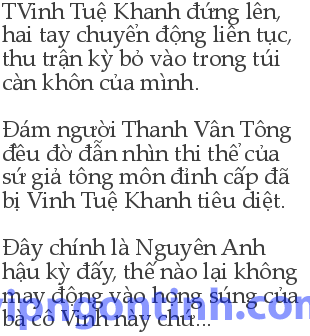 TVinh Tuệ Khanh đứng lên,
hai tay chuyển động liên tục,
thu trận kỳ bỏ vào trong túi
càn khôn của mình.
Đám người Thanh Vân Tông
đều đờ đẫn nhìn thi thể của
sứ giả tông môn đỉnh cấp đã
bị Vinh Tuệ Khanh tiêu diệt.
Đây chính là Nguyên Anh
hậu kỳ đấy, thế nào lại không
may động vào họng súng của
bà cô Vinh này chứ...
vipngontinh.com